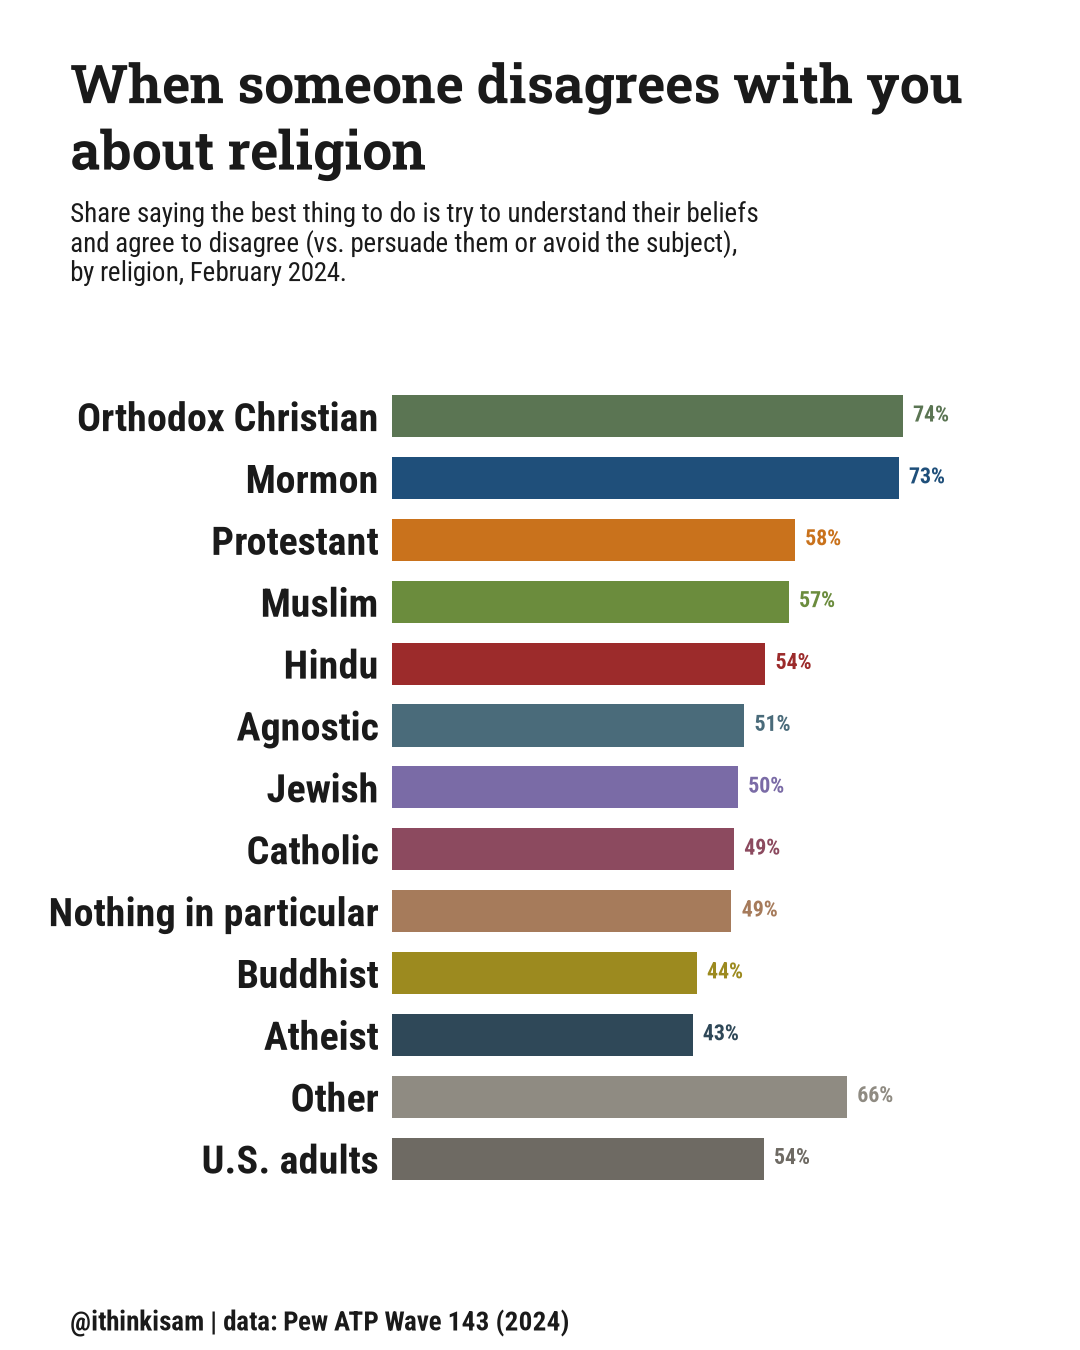 When someone disagrees with you
about religion
Share saying the best thing to do is try to understand their beliefs
and agree to disagree (vs. persuade them or avoid the subject),
by religion, February 2024.
Orthodox Christian 74%
Mormon 73%
Protestant 58%
Muslim 57%
Hindu 54%
Agnostic 51%
Jewish 50%
Catholic 49%
Nothing in particular 49%
Buddhist 44%
Atheist 43%
Other 66%
U.S. adults 54%
@ithinkisam | data: Pew ATP Wave 143 (2024)